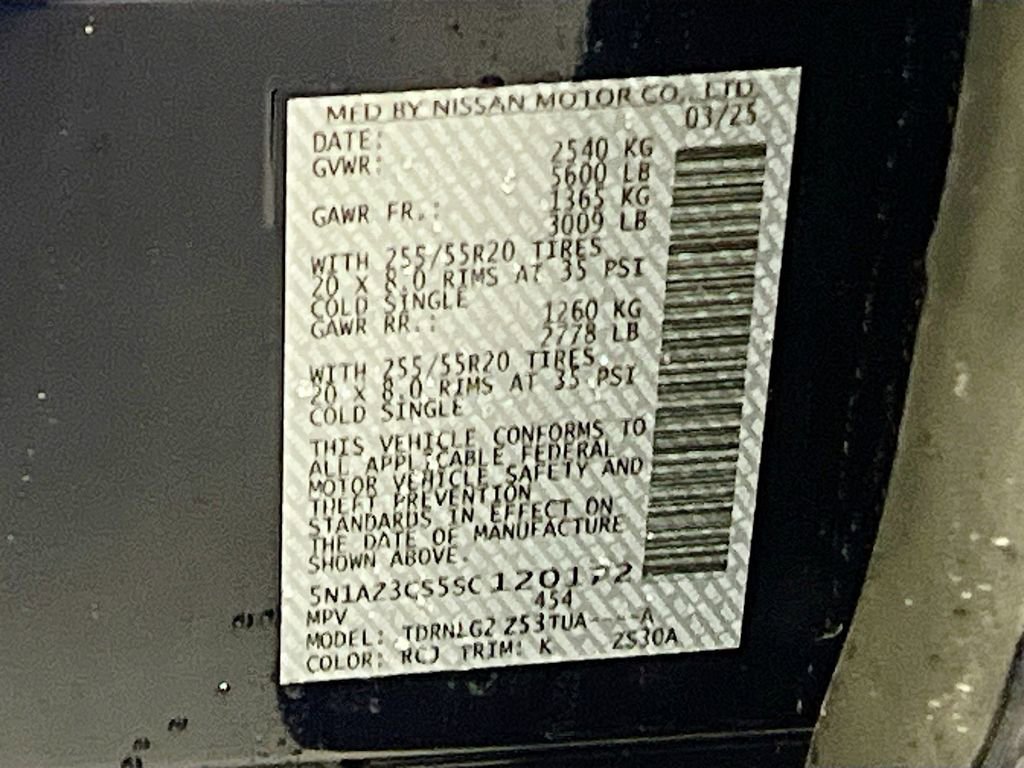 MFD BY NISSAN MOTOR CO., LTD
DATE: 03/25
GVWR: 2540 KG
5600 LB
GAWR FR.: 1365 KG
3009 LB
WITH 255/55R20 TIRES
20 X 8.0 RIMS AT 35 PSI
COLD SINGLE
GAWR RR.: 1260 KG
2778 LB
WITH 255/55R20 TIRES
20 X 8.0 RIMS AT 35 PSI
COLD SINGLE
THIS VEHICLE CONFORMS TO
ALL APPLICABLE FEDERAL
MOTOR VEHICLE SAFETY AND
THEFT PREVENTION
STANDARDS IN EFFECT ON
THE DATE OF MANUFACTURE
SHOWN ABOVE.
5N1AZ3CS5SC120172
MPV 454
MODEL: TDRNLG2 Z53TUA----A
COLOR: RCJ TRIM: K ZS30A